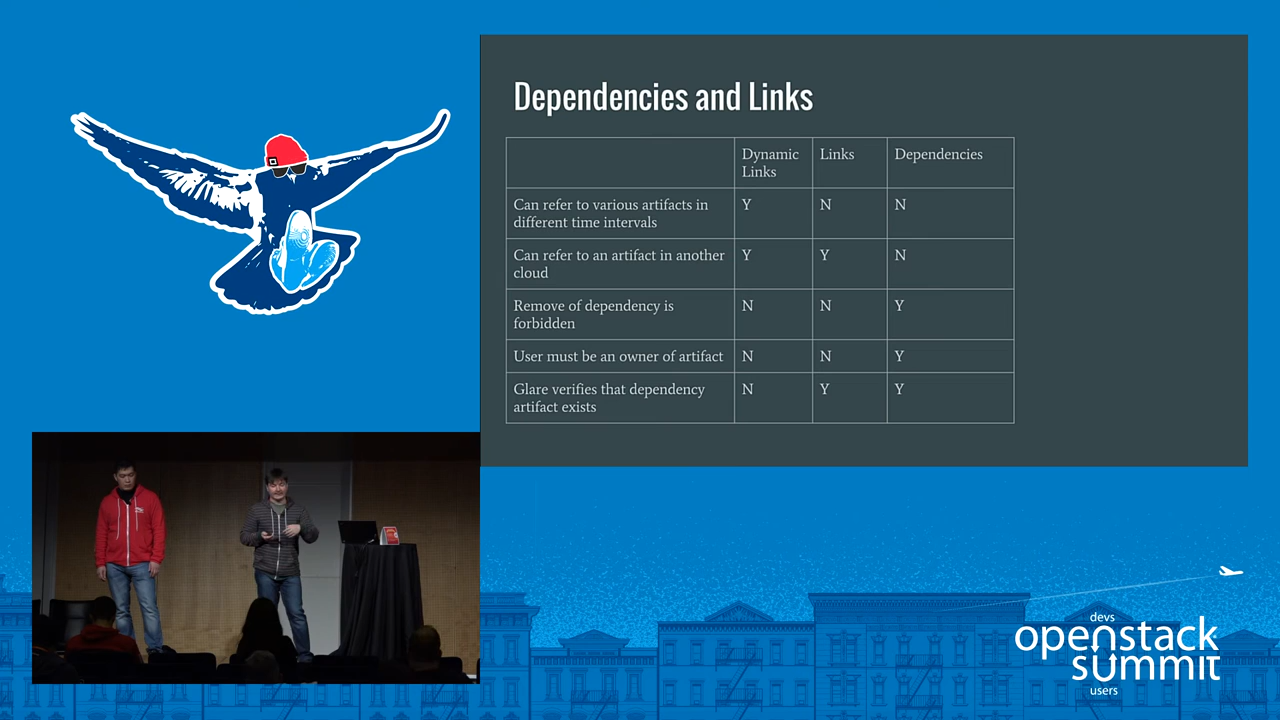 Dependencies and Links
Dynamic
Links
Links
Dependencies
Can refer to various artifacts in
different time intervals
Y
N
N
Can refer to an artifact in another
cloud
Y
Y
N
Remove of dependency is
forbidden
N
N
Y
User must be an owner of artifact
N
N
Y
Glare verifies that dependency
artifact exists
N
Y
Y
devs
openstack
summit
users